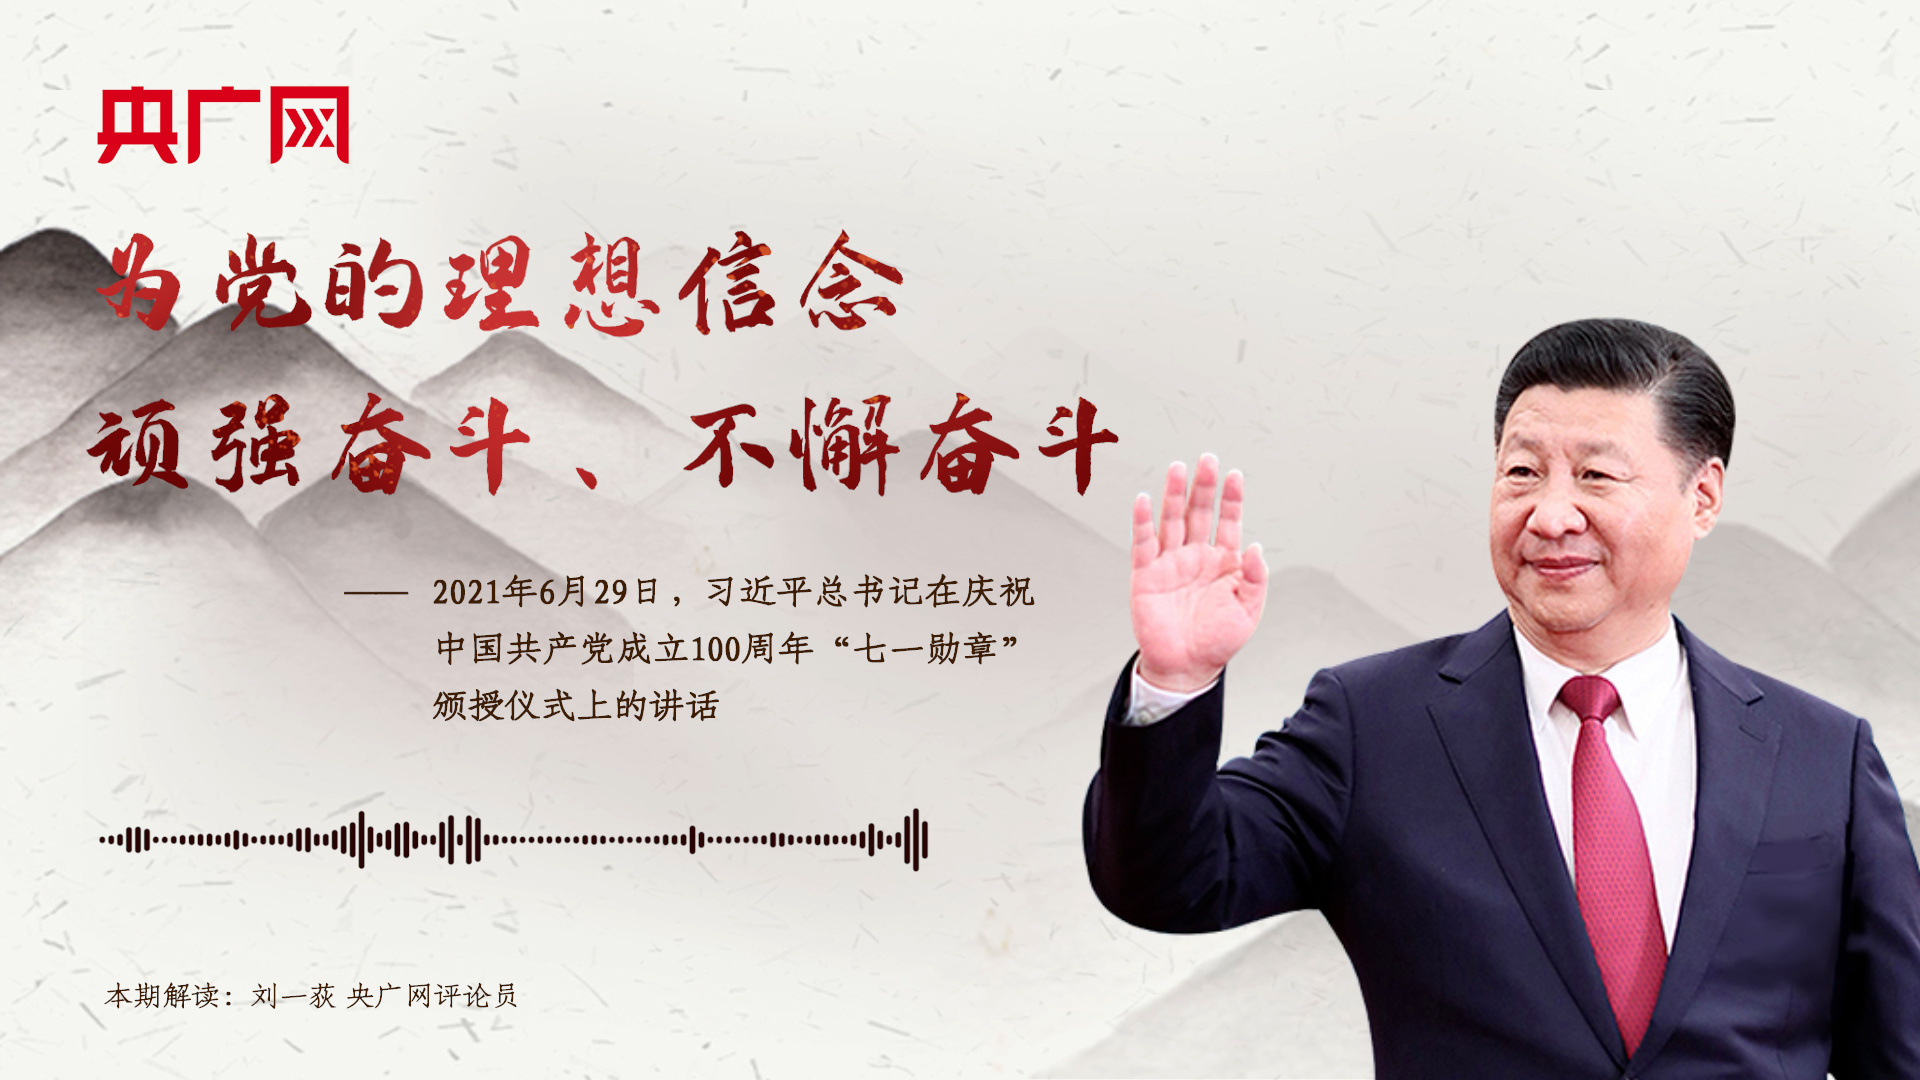 央广网
为党的理想信念
顽强奋斗、不懈奋斗
—— 2021年6月29日，习近平总书记在庆祝
中国共产党成立100周年“七一勋章”
颁授仪式上的讲话
本期解读：刘一荻 央广网评论员